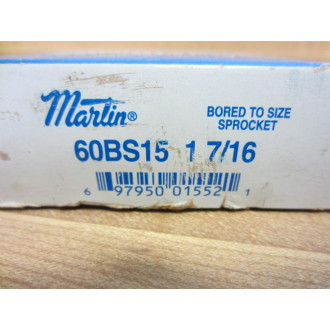 Martin®
BORED TO SIZE
SPROCKET
60BS15 1 7/16
6 97950 01552 1